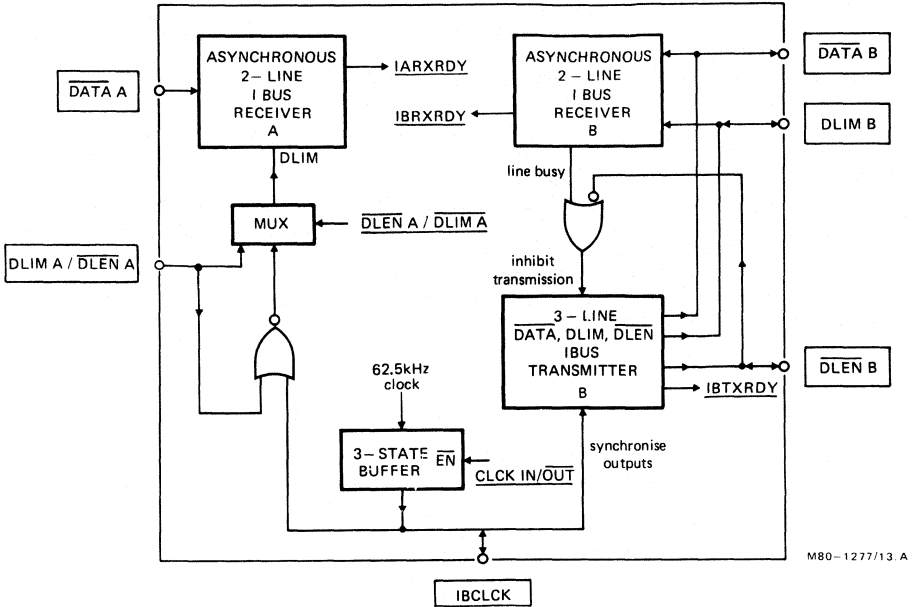 ASYNCHRONOUS
2–LINE
I BUS
RECEIVER
A
IARXRDY
ASYNCHRONOUS
2–LINE
I BUS
RECEIVER
B
IBRXRDY
DATA A
DATA B
DLIM B
DLIM
line busy
MUX
DLEN A / DLIM A
DLIM A / DLEN A
inhibit
transmission
3–LINE
DATA, DLIM, DLEN
IBUS
TRANSMITTER
B
DLEN B
IBTXRDY
62.5kHz
clock
3–STATE
BUFFER
EN
CLCK IN/OUT
synchronise
outputs
M80–1277/13.A
IBCLCK